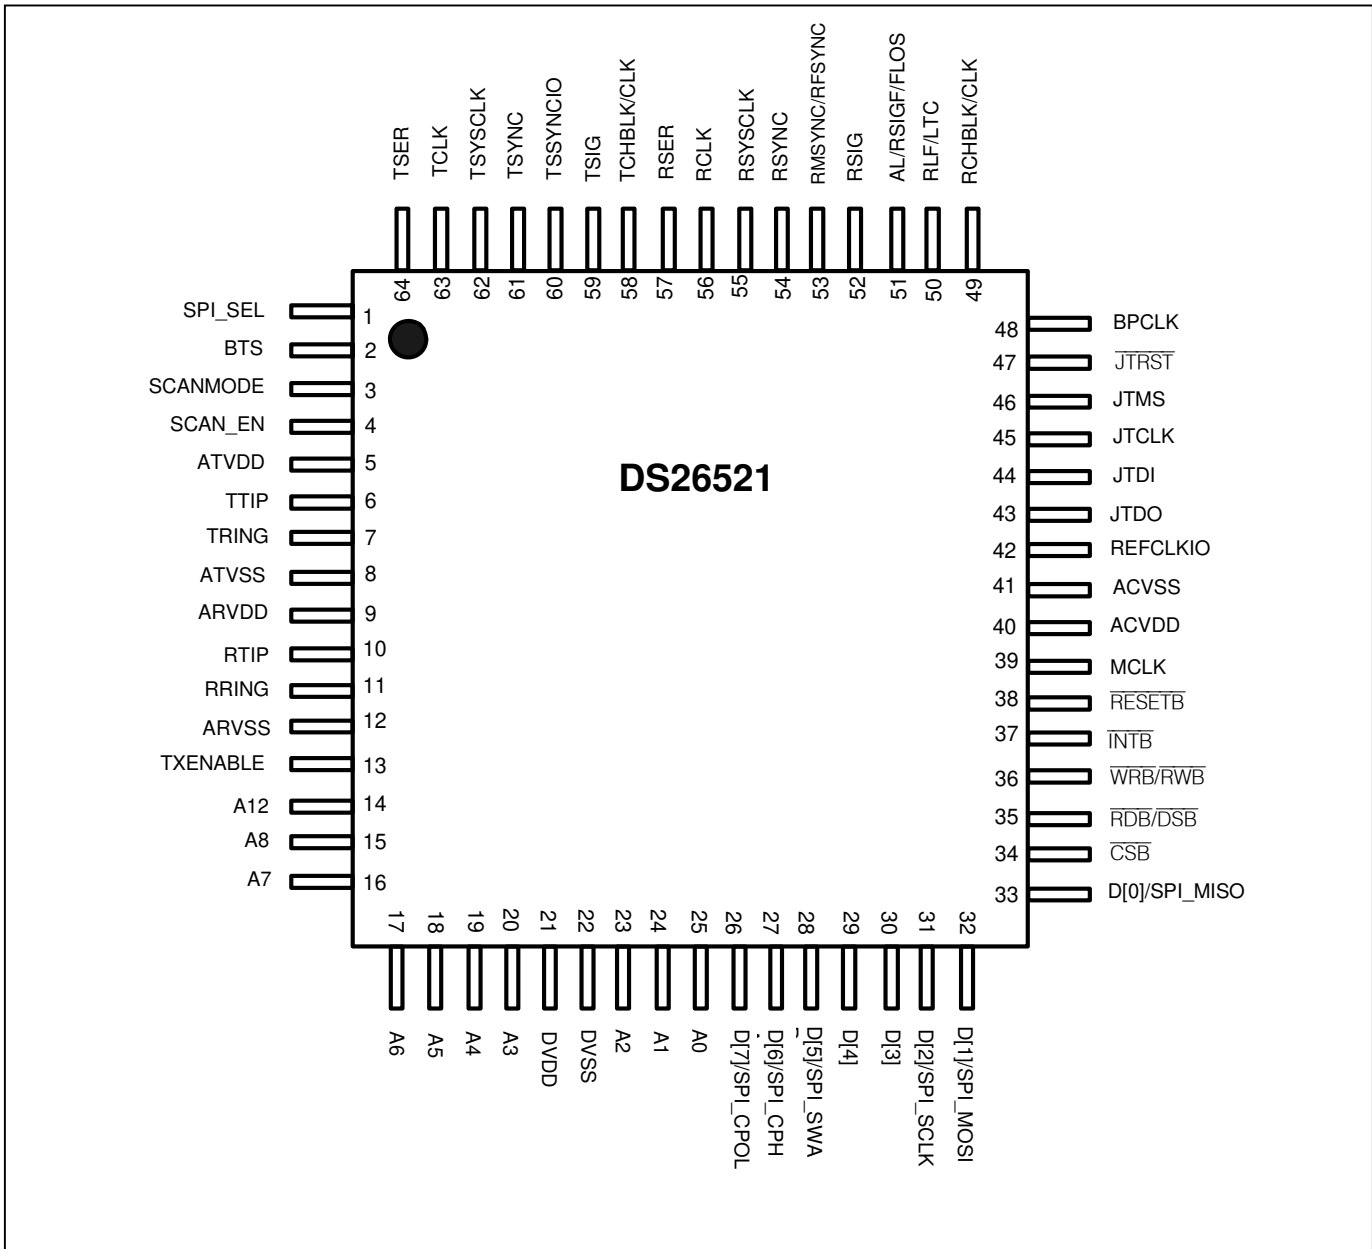 TSER
TCLK
TSYSCLK
TSYNC
TSSYNCIO
TSIG
TCHBLK/CLK
RSER
RCLK
RSYSCLK
RSYNC
RMSYNC/RFSYNC
RSIG
AL/RSIGF/FLOS
RLF/LTC
RCHBLK/CLK
64
63
62
61
60
59
58
57
56
55
54
53
52
51
50
49
SPI_SEL 1
BTS 2
SCANMODE 3
SCAN_EN 4
ATVDD 5
TTIP 6
TRING 7
ATVSS 8
ARVDD 9
RTIP 10
RRING 11
ARVSS 12
TXENABLE 13
A12 14
A8 15
A7 16
DS26521
48 BPCLK
47 JTRST
46 JTMS
45 JTCLK
44 JTDI
43 JTDO
42 REFCLKIO
41 ACVSS
40 ACVDD
39 MCLK
38 RESETB
37 INTB
36 WRB/RWB
35 RDB/DSB
34 CSB
33 D[0]/SPI_MISO
17
18
19
20
21
22
23
24
25
26
27
28
29
30
31
32
A6
A5
A4
A3
DVDD
DVSS
A2
A1
A0
D[7]/SPI_CPOL
D[6]/SPI_CPH
D[5]/SPI_SWA
D[4]
D[3]
D[2]/SPI_SCLK
D[1]/SPI_MOSI